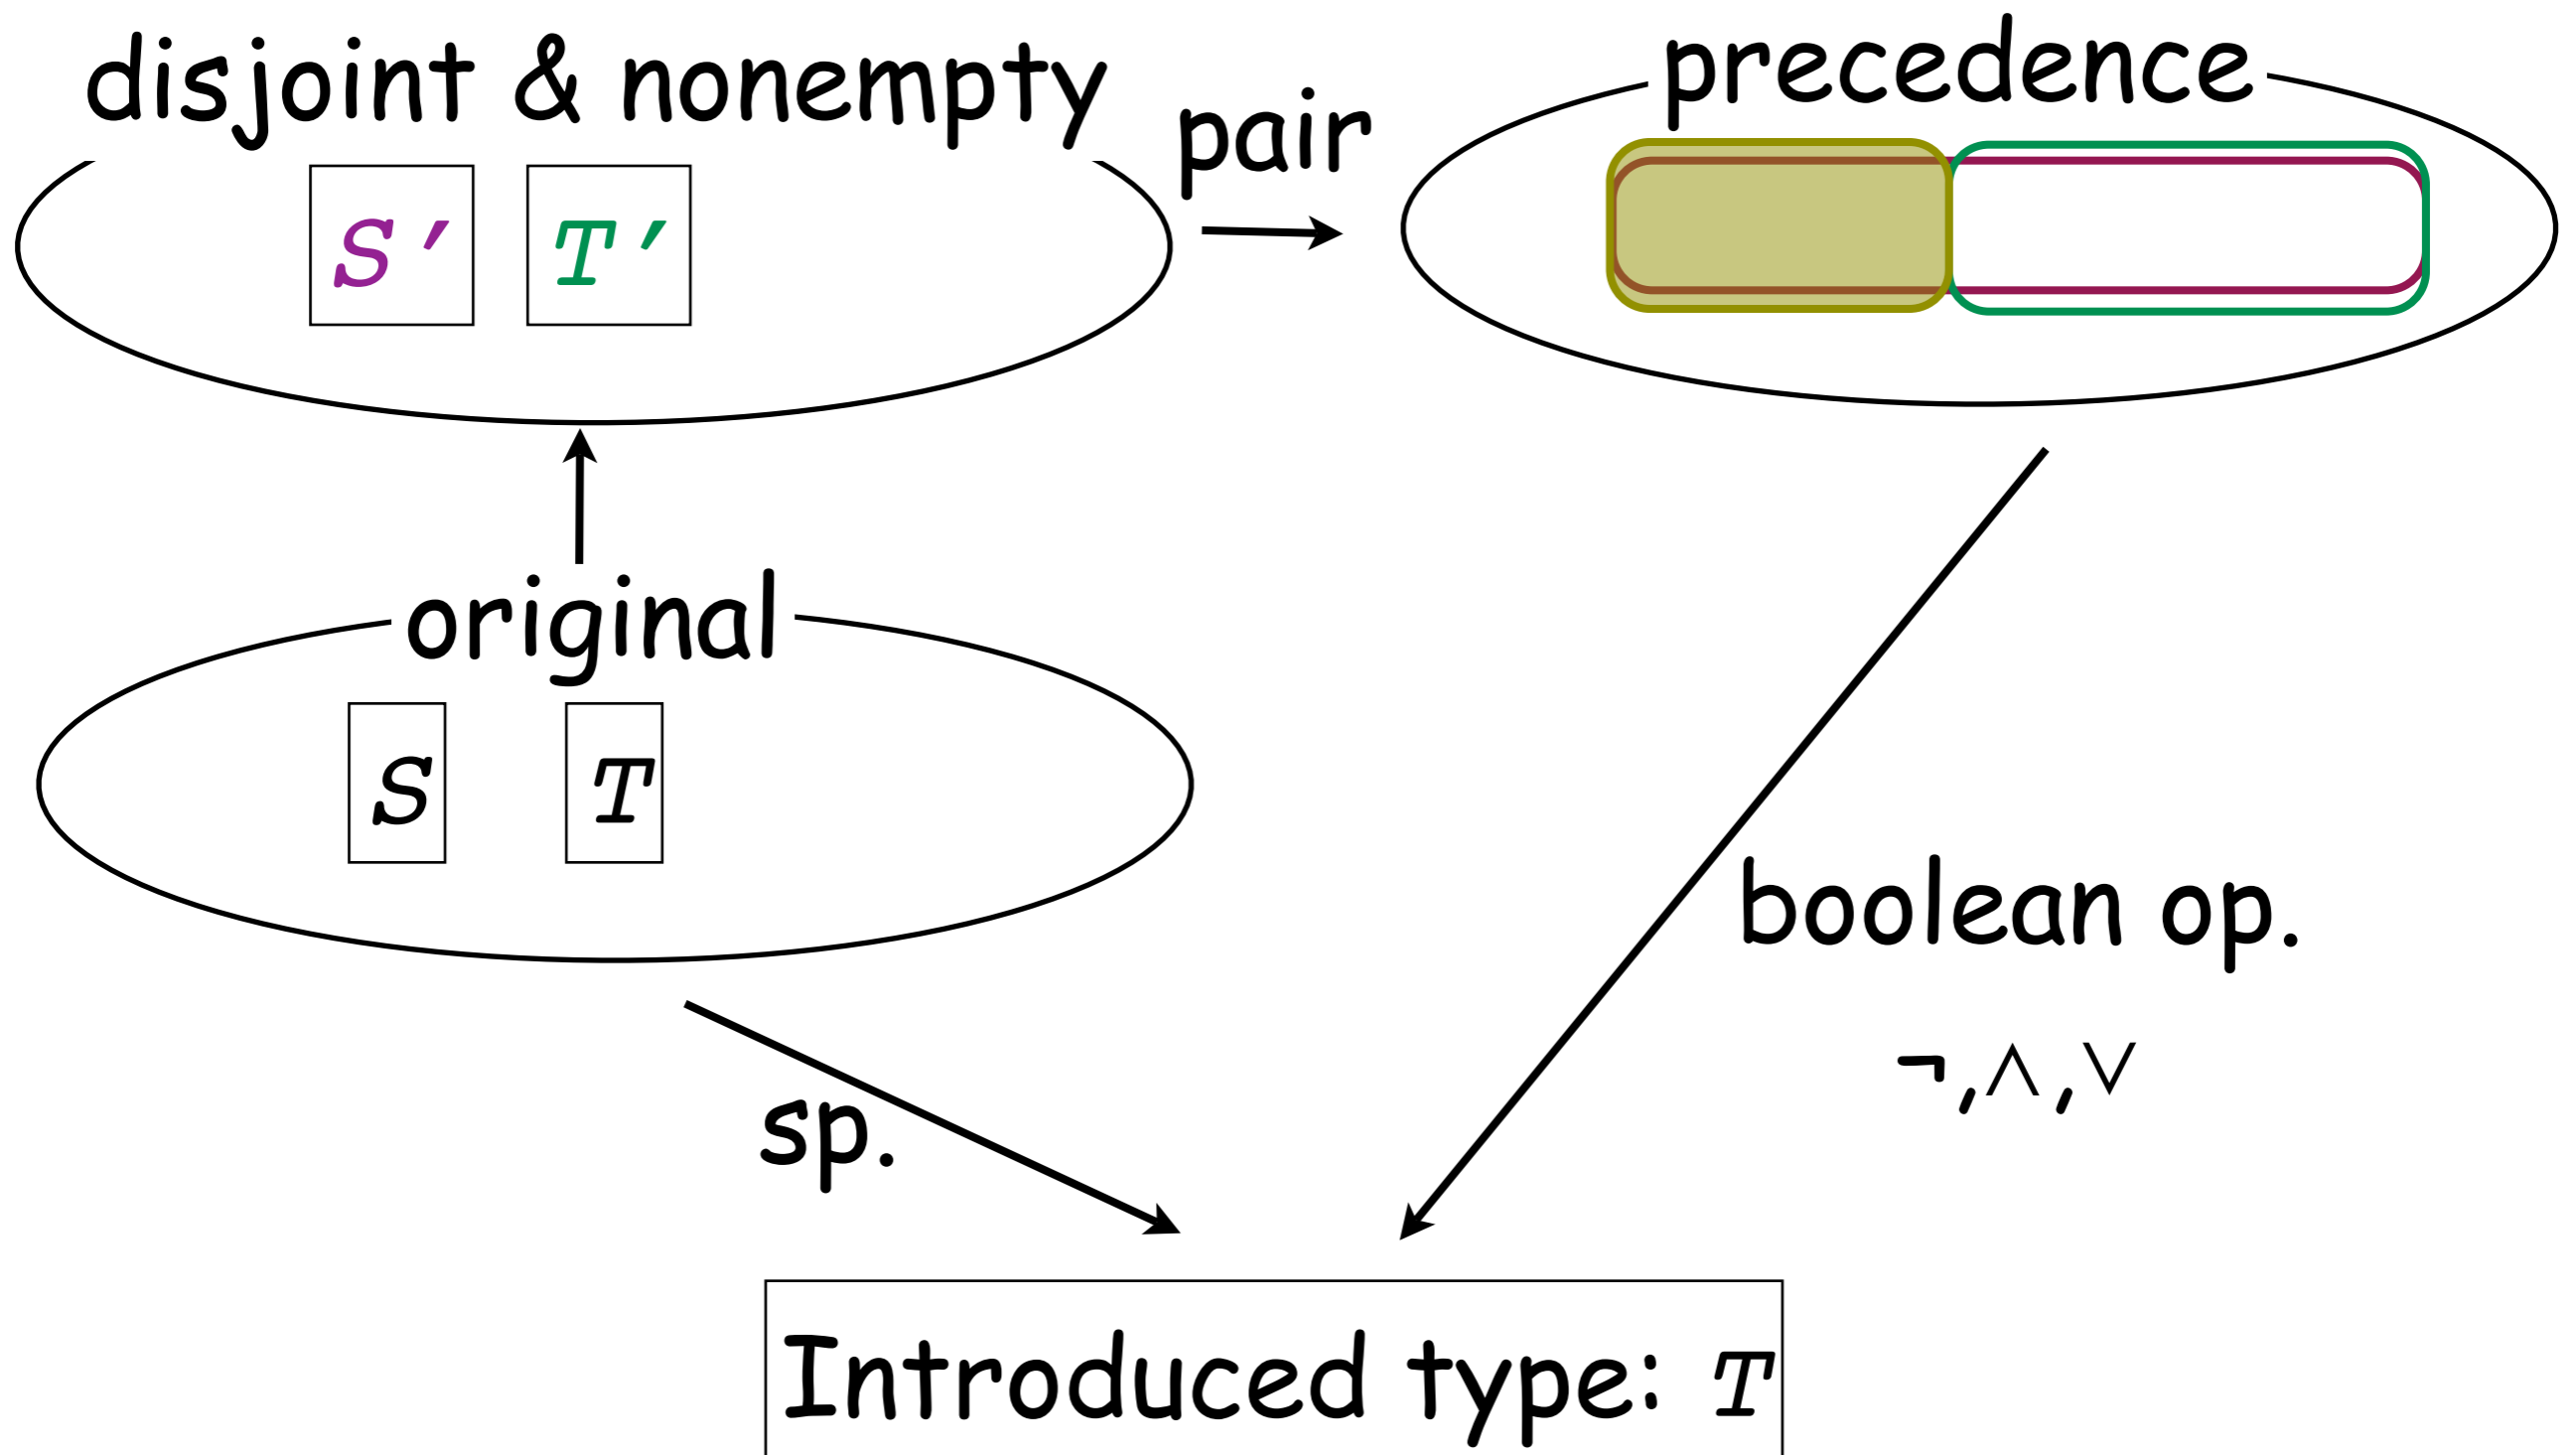 disjoint & nonempty
S′ T′
pair
precedence
original
S T
boolean op.
¬,∧,∨
sp.
Introduced type: T